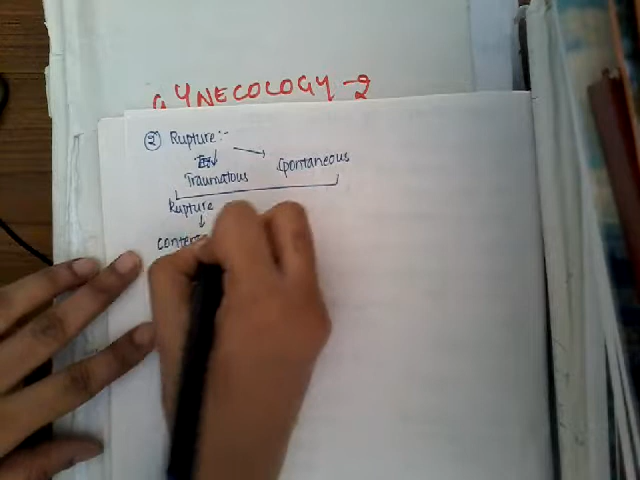 GYNECOLOGY - 2
② Rupture :-
↓ → Spontaneous
Traumatous
Rupture
↓